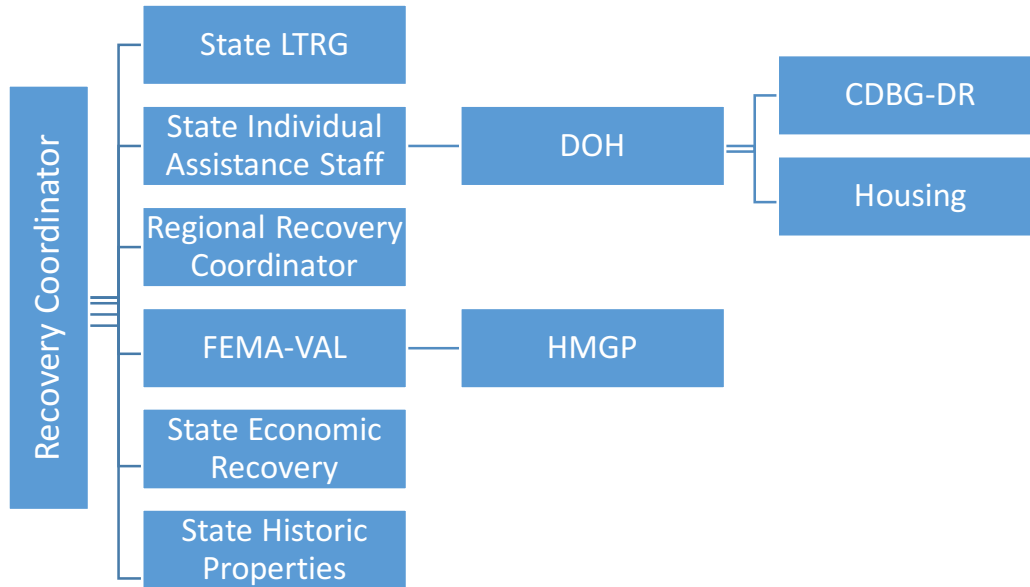 Recovery Coordinator
State LTRG
State Individual
Assistance Staff
Regional Recovery
Coordinator
FEMA-VAL
State Economic
Recovery
State Historic
Properties
DOH
HMGP
CDBG-DR
Housing